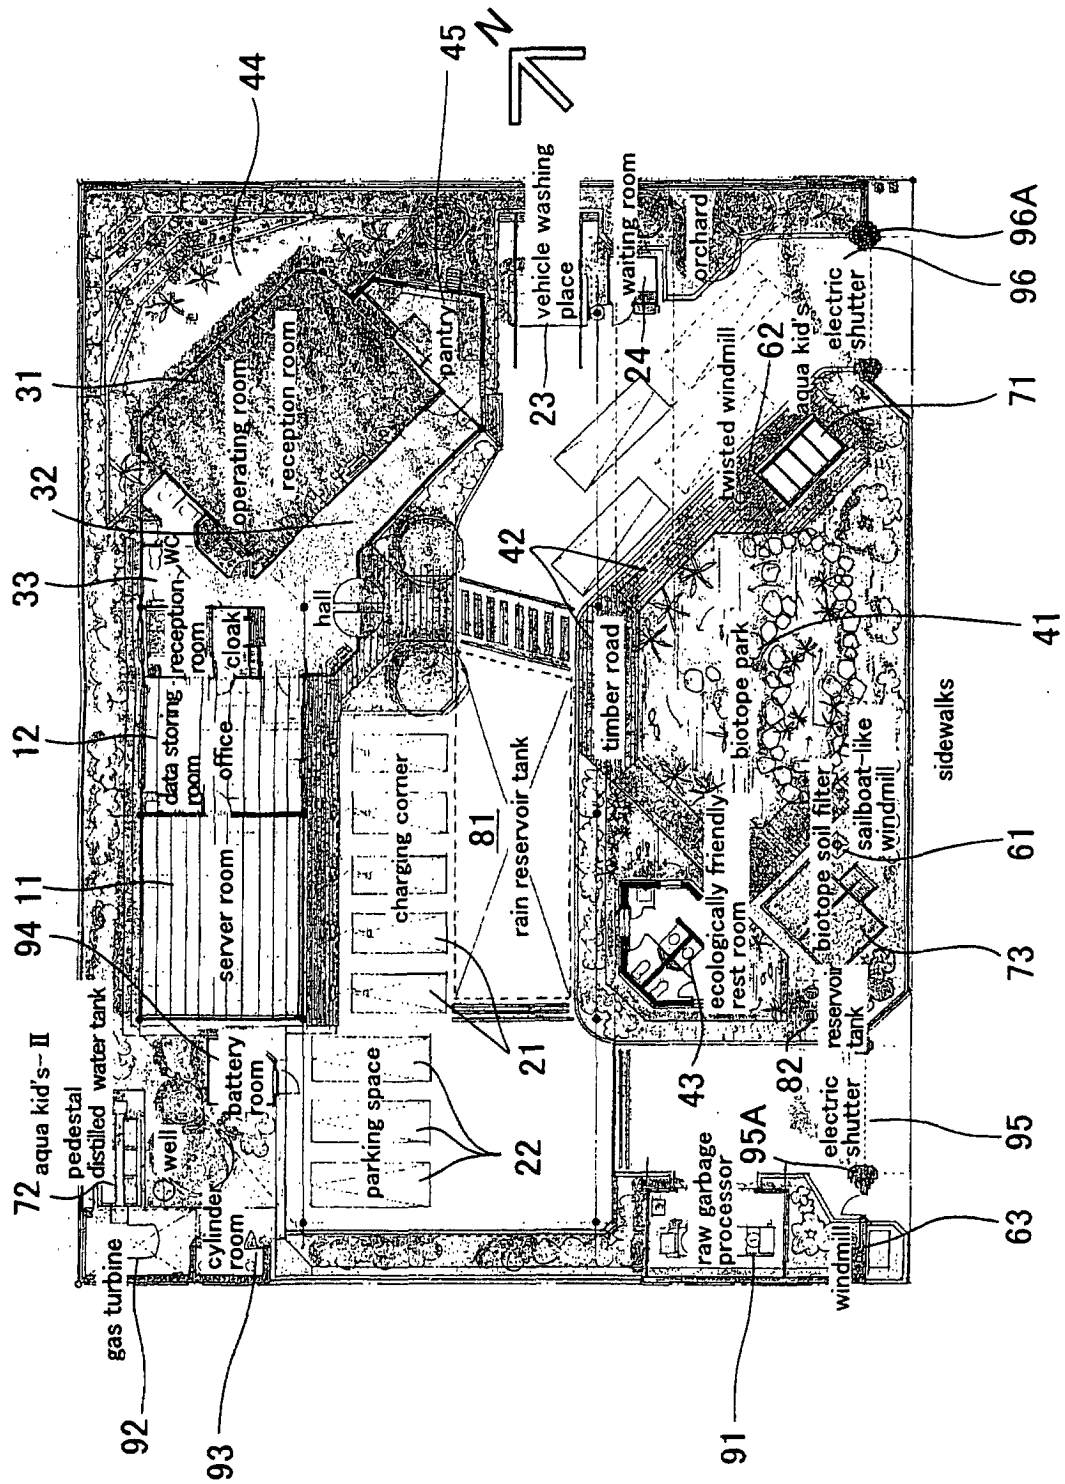 72
aqua kid's-II
pedestal
distilled water tank
94
11
12
33
32
31
44
45
N
gas turbine
well
battery
room
cylinder
room
server room
data storing
room
office
reception
room
cloak
WC
hall
operating room
reception room
pantry
92
93
parking space
22
21
charging corner
81
rain reservoir tank
42
23
vehicle washing
place
24
waiting room
orchard
timber road
twisted windmill
62
aqua kid's
electric
shutter
96
96A
71
raw garbage
processor
91
95A
43
82
ecologically friendly
rest room
biotope park
41
biotope soil filter
reservoir
tank
sailboat-like
windmill
61
73
electric
shutter
95
windmill
63
sidewalks